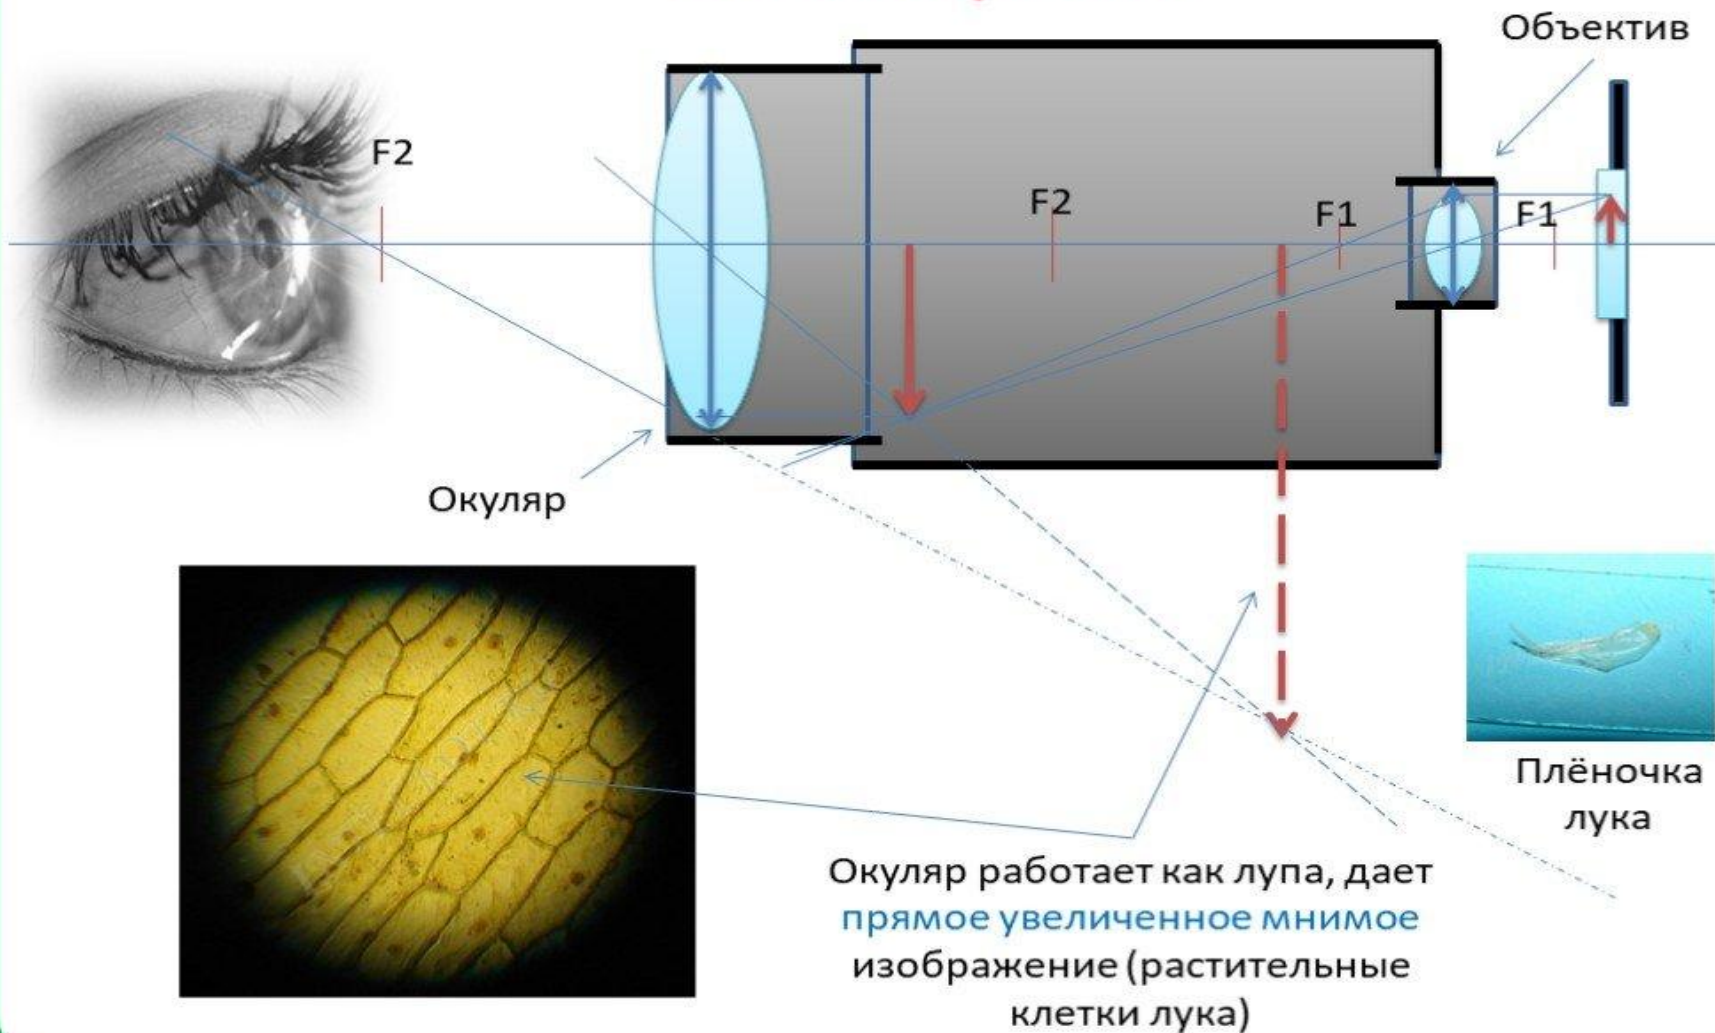 Объектив
F2
F2
F1
F1
Окуляр
Плёночка
лука
Окуляр работает как лупа, дает
прямое увеличенное мнимое
изображение (растительные
клетки лука)